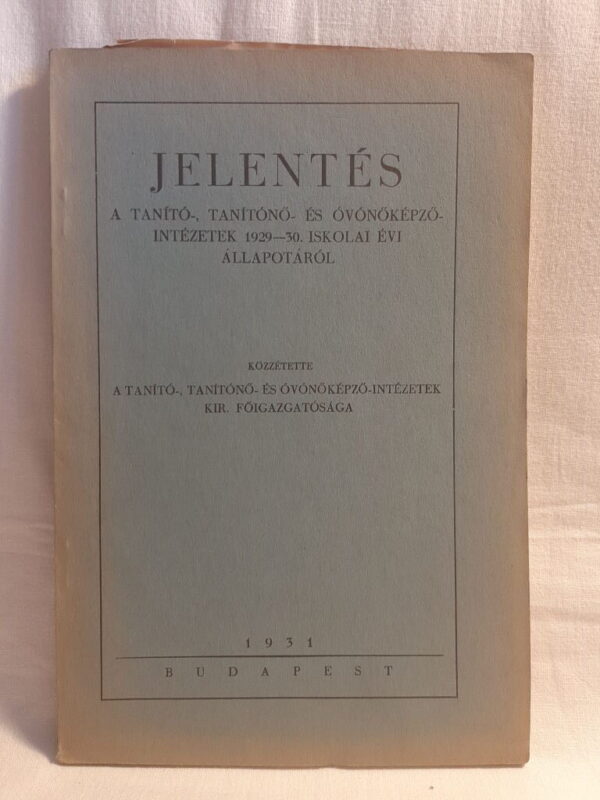 JELENTÉS
A TANÍTÓ-, TANÍTÓNŐ- ÉS ÓVÓNŐKÉPZŐ-
INTÉZETEK 1929—30. ISKOLAI ÉVI
ÁLLAPOTÁRÓL
KÖZZÉTETTE
A TANÍTÓ-, TANÍTÓNŐ- ÉS ÓVÓNŐKÉPZŐ-INTÉZETEK
KIR. FŐIGAZGATÓSÁGA
1931
BUDAPEST